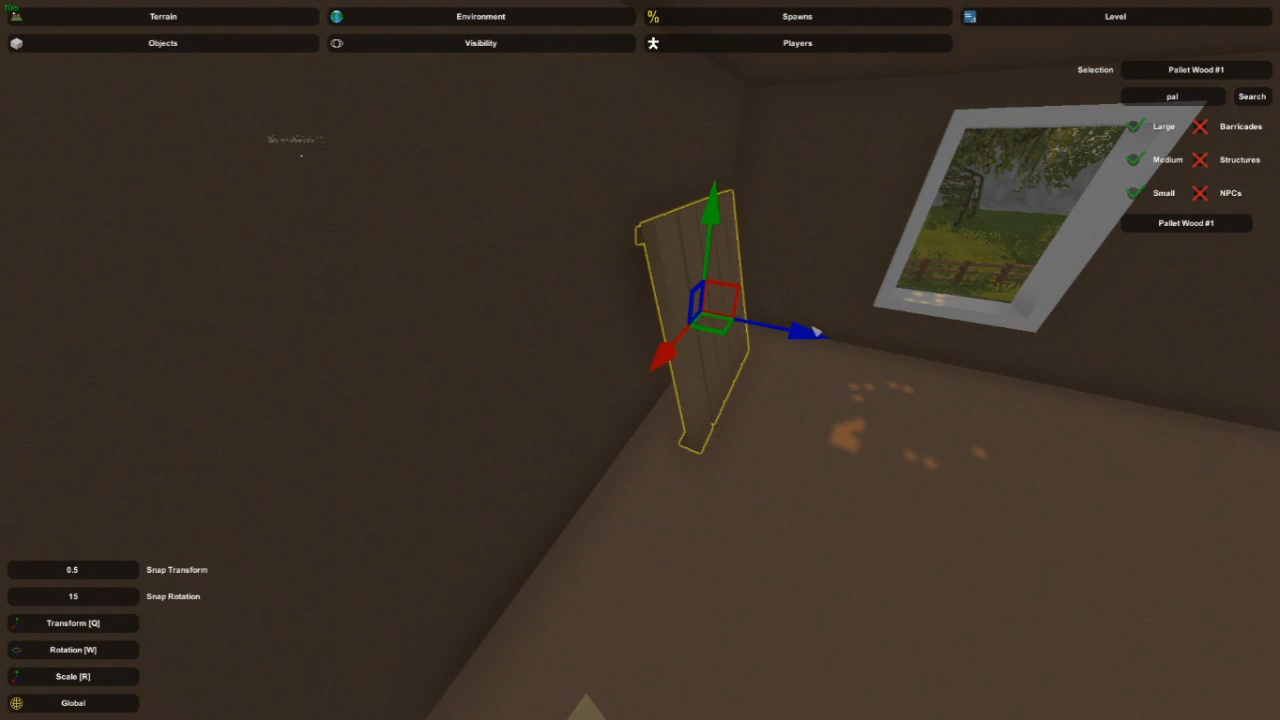 70/s
Terrain
Environment
Spawns
Level
Objects
Visibility
Players
Selection
Pallet Wood #1
pal
Search
Large
Barricades
Medium
Structures
Small
NPCs
Pallet Wood #1
0.5
Snap Transform
15
Snap Rotation
Transform [Q]
Rotation [W]
Scale [R]
Global